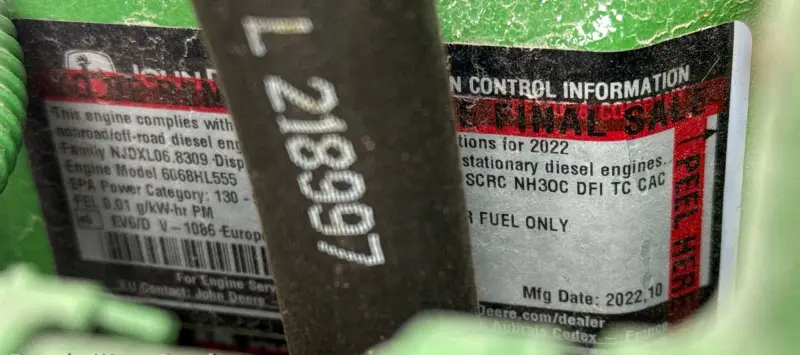 L 218997
JOHN D
N CONTROL INFORMATION
E FINAL SALE
This engine complies with
tions for 2022
nonroad/off-road diesel eng
stationary diesel engines.
Family NJDXL06.8309 Disp
SCRC NH3OC DFI TC CAC
Engine Model 6068HL555
EPA Power Category: 130 -
FEL 0.01 g/kW-hr PM
R FUEL ONLY
EV6/D V-1086 Europe
PEEL HERE
For Engine Serv
Mfg Date: 2022,10
EU Contact: John Deere
Deere.com/dealer